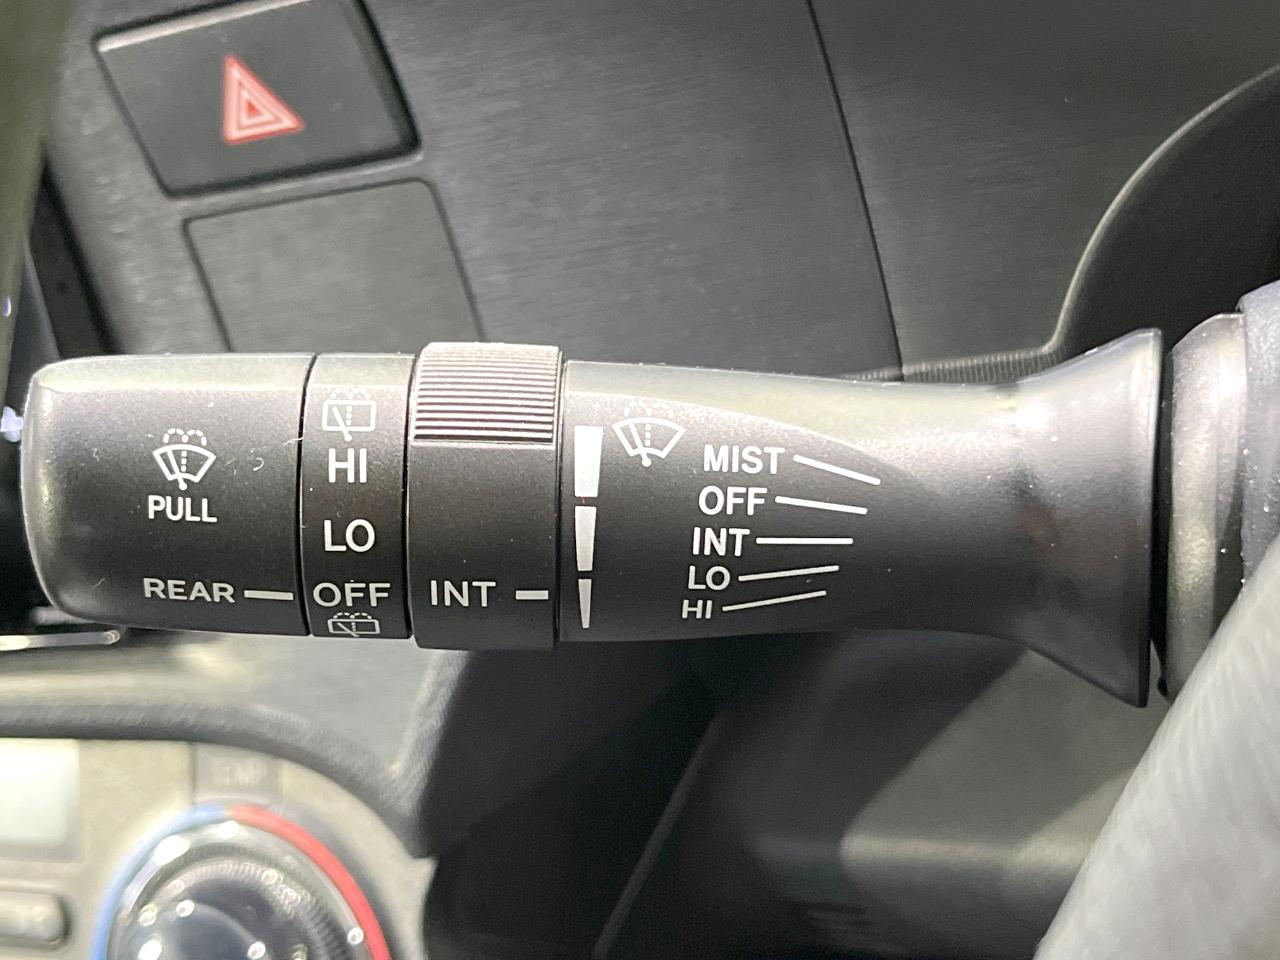 PULL
REAR
HI
LO
OFF
INT
MIST
OFF
INT
LO
HI